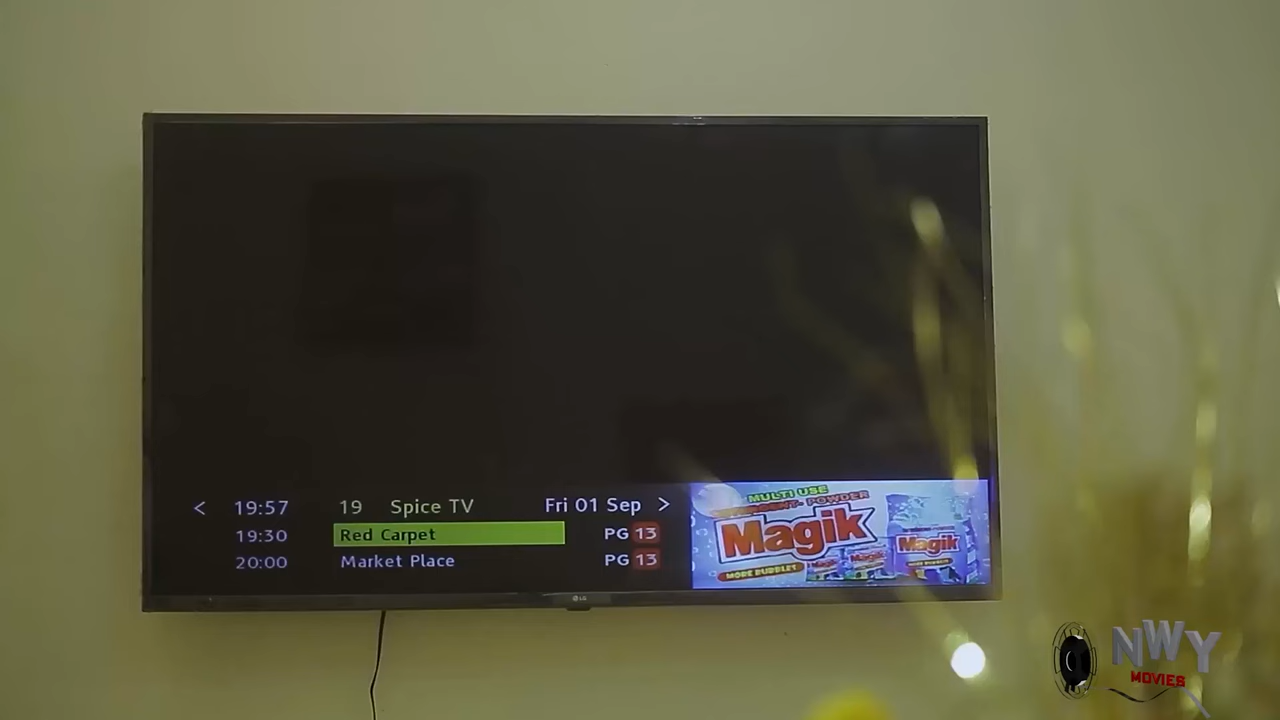 < 19:57 19 Spice TV Fri 01 Sep >
19:30 Red Carpet PG 13
20:00 Market Place PG 13
MULTI USE
DETERGENT- POWDER
Magik
MORE BUBBLES
Magik
Magik
LG
NWY
MOVIES